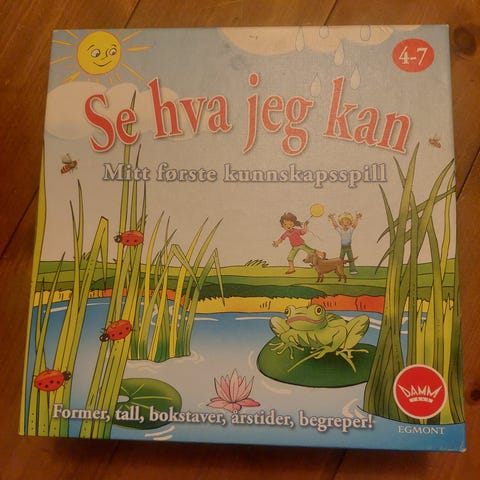 4-7
Se hva jeg kan
Mitt første kunnskapsspill
Former, tall, bokstaver, årstider, begreper!
DAMM
EGMONT